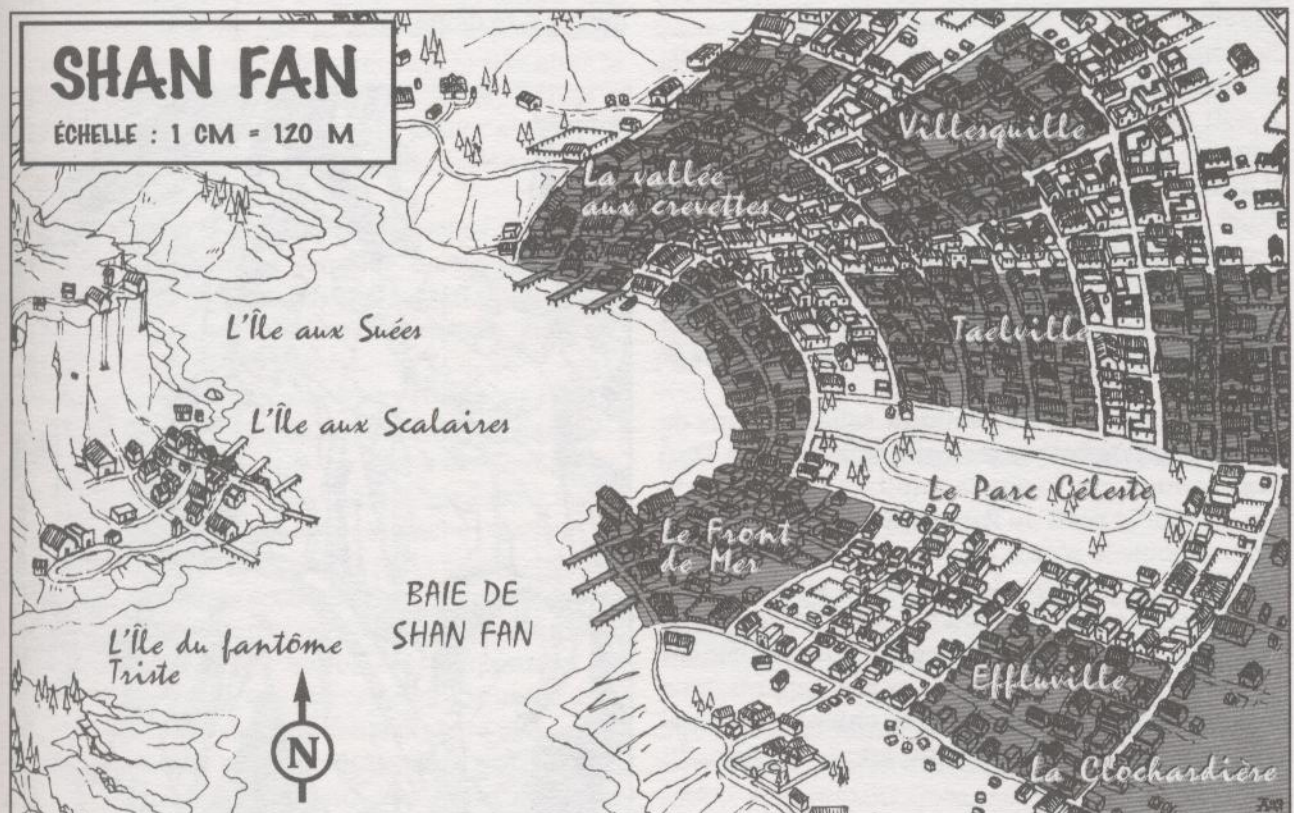 SHAN FAN
ÉCHELLE : 1 CM = 120 M
Villesquille
La vallée
aux crevettes
L'Île aux Suées
Taelville
L'Île aux Scalaires
Le Parc Céleste
Le Front
de Mer
BAIE DE
SHAN FAN
L'Île du fantôme
Triste
Effluville
La Clochardière
N